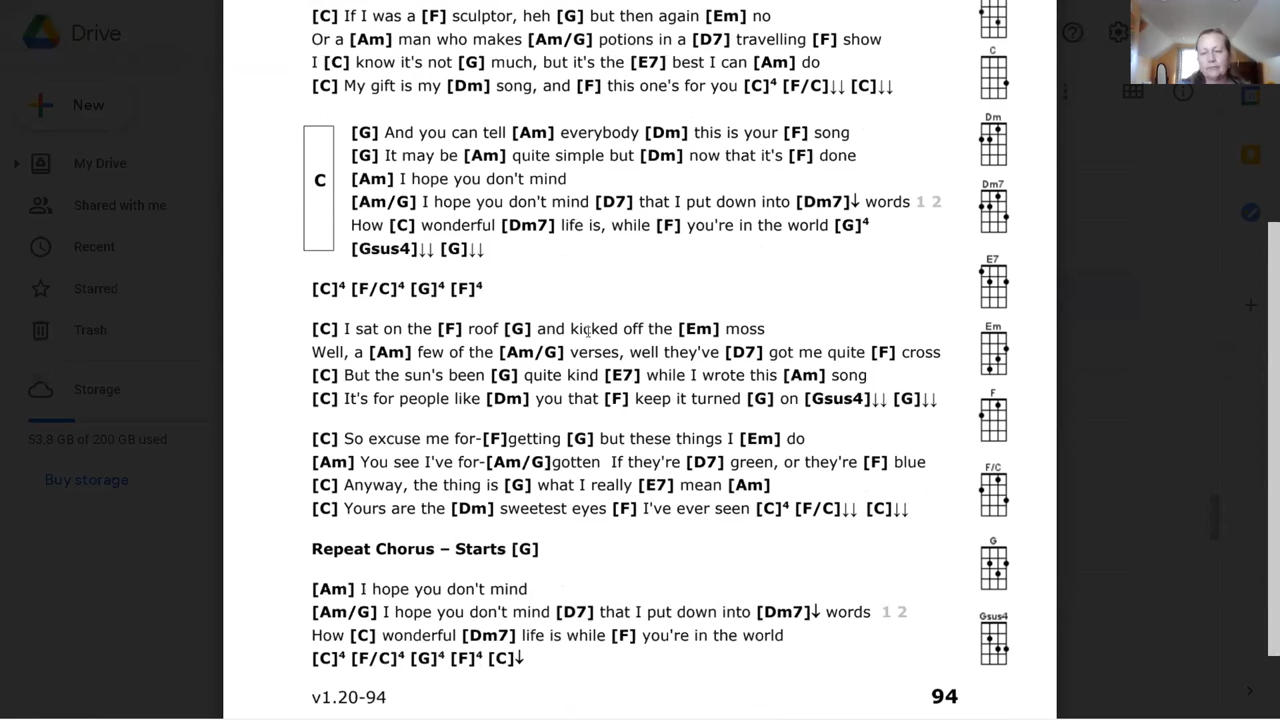 Drive
New
My Drive
Shared with me
Recent
Starred
Trash
Storage
53.8 GB of 200 GB used
Buy storage
[C] If I was a [F] sculptor, heh [G] but then again [Em] no
Or a [Am] man who makes [Am/G] potions in a [D7] travelling [F] show
I [C] know it's not [G] much, but it's the [E7] best I can [Am] do
[C] My gift is my [Dm] song, and [F] this one's for you [C]⁴ [F/C]↓↓ [C]↓↓
C
[G] And you can tell [Am] everybody [Dm] this is your [F] song
[G] It may be [Am] quite simple but [Dm] now that it's [F] done
[Am] I hope you don't mind
[Am/G] I hope you don't mind [D7] that I put down into [Dm7]↓ words 1 2
How [C] wonderful [Dm7] life is, while [F] you're in the world [G]⁴
[Gsus4]↓↓ [G]↓↓
[C]⁴ [F/C]⁴ [G]⁴ [F]⁴
[C] I sat on the [F] roof [G] and kicked off the [Em] moss
Well, a [Am] few of the [Am/G] verses, well they've [D7] got me quite [F] cross
[C] But the sun's been [G] quite kind [E7] while I wrote this [Am] song
[C] It's for people like [Dm] you that [F] keep it turned [G] on [Gsus4]↓↓ [G]↓↓
[C] So excuse me for-[F]getting [G] but these things I [Em] do
[Am] You see I've for-[Am/G]gotten If they're [D7] green, or they're [F] blue
[C] Anyway, the thing is [G] what I really [E7] mean [Am]
[C] Yours are the [Dm] sweetest eyes [F] I've ever seen [C]⁴ [F/C]↓↓ [C]↓↓
Repeat Chorus – Starts [G]
[Am] I hope you don't mind
[Am/G] I hope you don't mind [D7] that I put down into [Dm7]↓ words 1 2
How [C] wonderful [Dm7] life is while [F] you're in the world
[C]⁴ [F/C]⁴ [G]⁴ [F]⁴ [C]↓
v1.20-94
94
C
Dm
Dm7
E7
Em
F
F/C
G
Gsus4